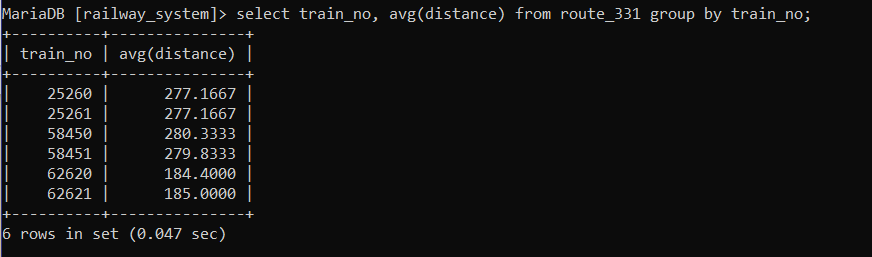 MariaDB [railway_system]> select train_no, avg(distance) from route_331 group by train_no;
+----------+---------------+
| train_no | avg(distance) |
+----------+---------------+
|    25260 |      277.1667 |
|    25261 |      277.1667 |
|    58450 |      280.3333 |
|    58451 |      279.8333 |
|    62620 |      184.4000 |
|    62621 |      185.0000 |
+----------+---------------+
6 rows in set (0.047 sec)